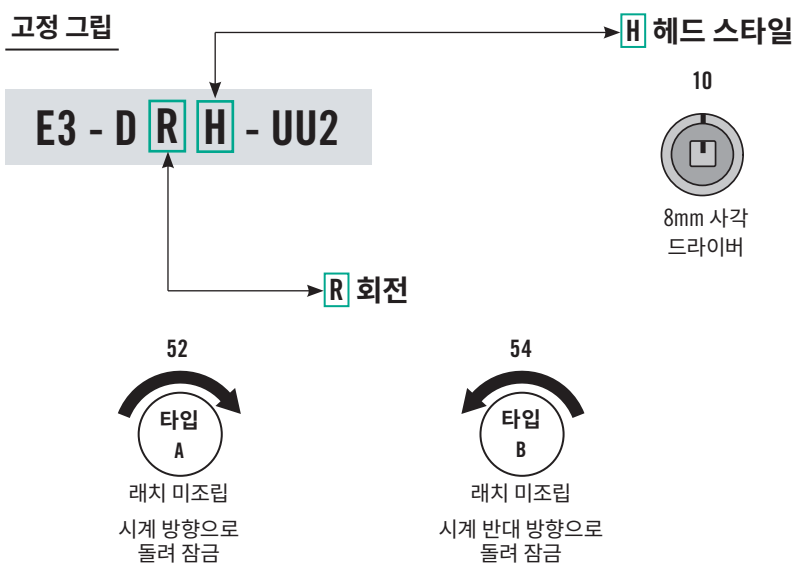 고정 그립
H 헤드 스타일
10
E3 - D R H - UU2
8mm 사각
드라이버
R 회전
52
타입
A
래치 미조립
시계 방향으로
돌려 잠금
54
타입
B
래치 미조립
시계 반대 방향으로
돌려 잠금